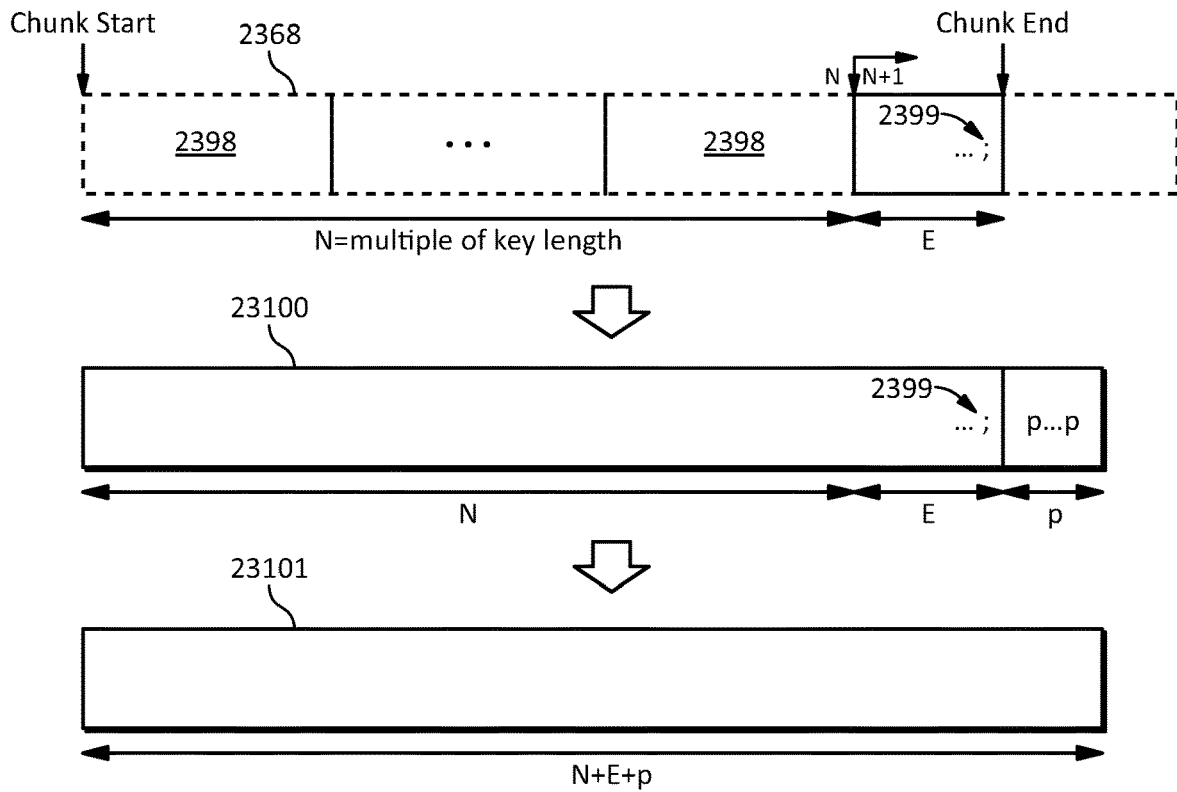 Chunk Start
2368
Chunk End
N N+1
2398 ... 2398
2399
... ;
N=multiple of key length
E
23100
2399
... ; p...p
N E p
23101
N+E+p